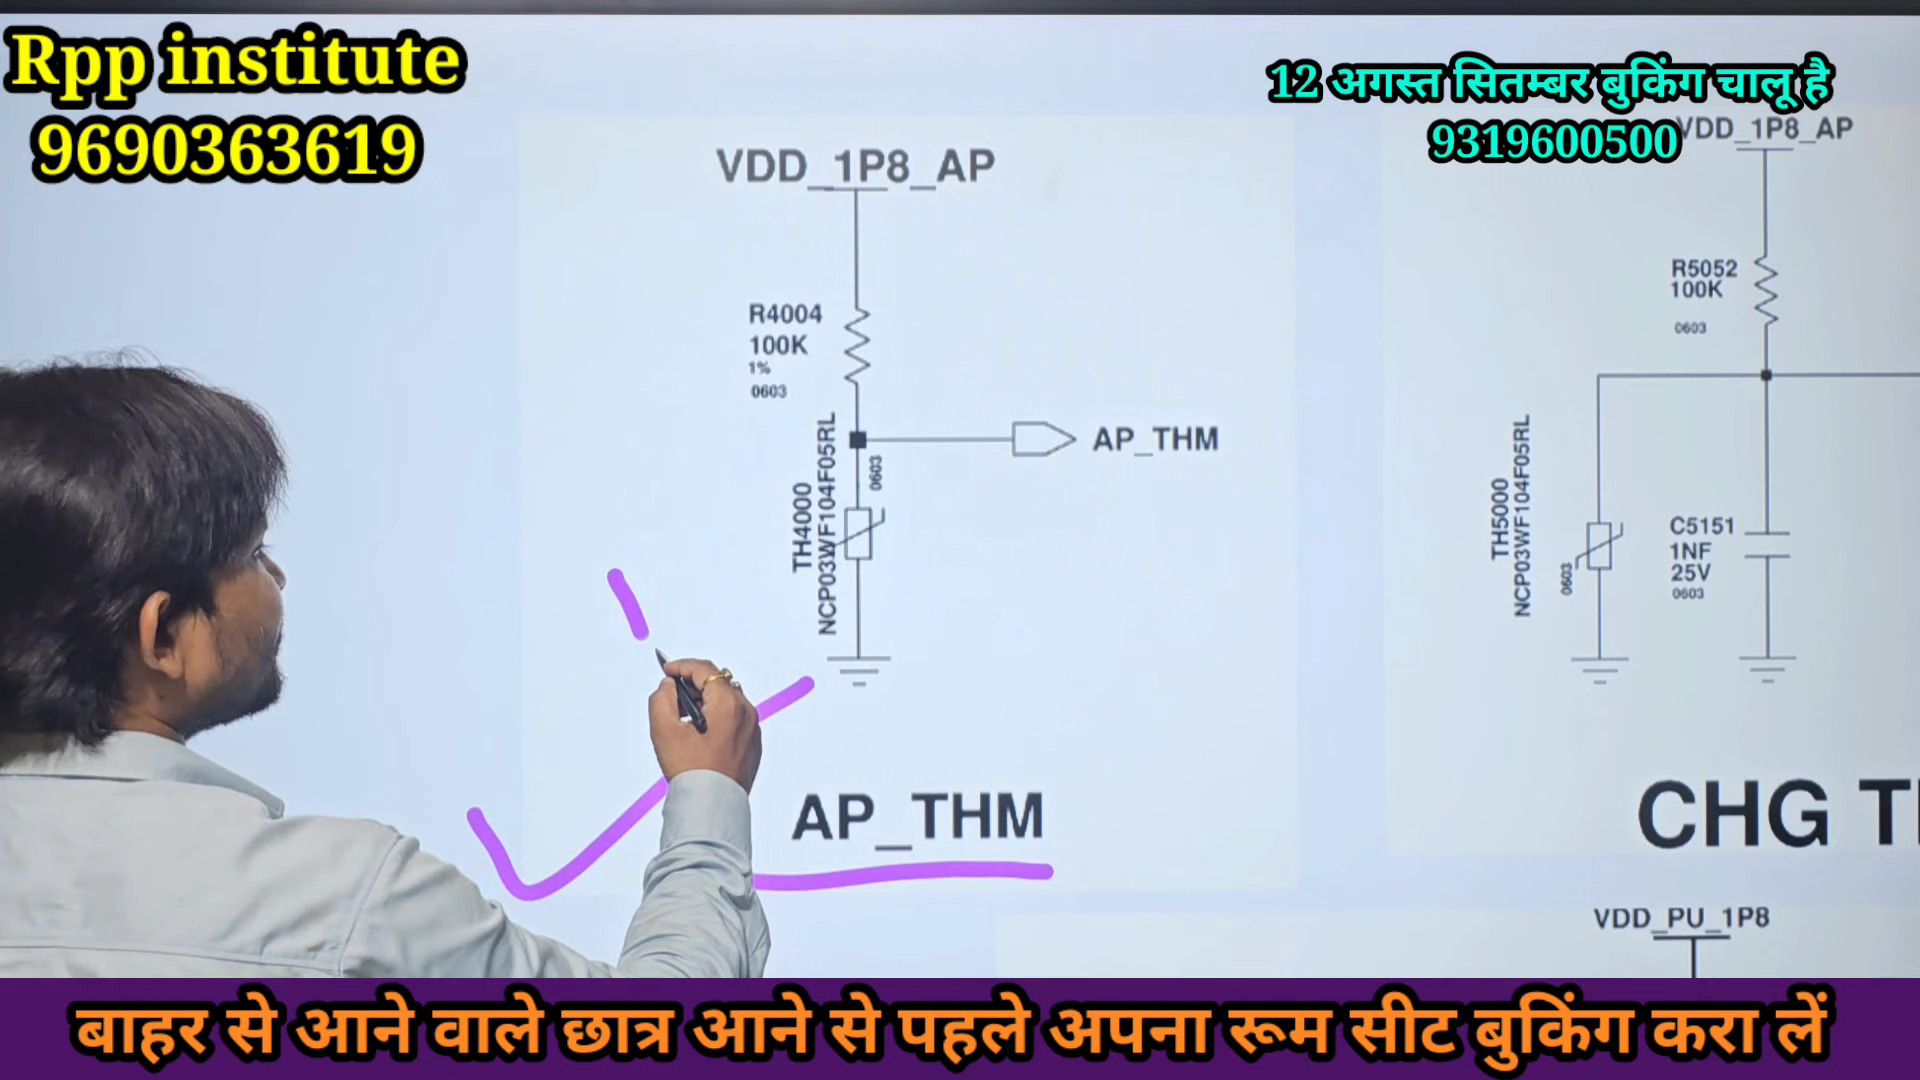 Rpp institute
9690363619
12 अगस्त सितम्बर बुकिंग चालू है
9319600500
VDD_1P8_AP
R4004
100K
1%
0603
TH4000
NCP03WF104F05RL
0603
AP_THM
AP_THM
VDD_1P8_AP
R5052
100K
0603
TH5000
NCP03WF104F05RL
0603
C5151
1NF
25V
0603
CHG
VDD_PU_1P8
बाहर से आने वाले छात्र आने से पहले अपना रूम सीट बुकिंग करा लें